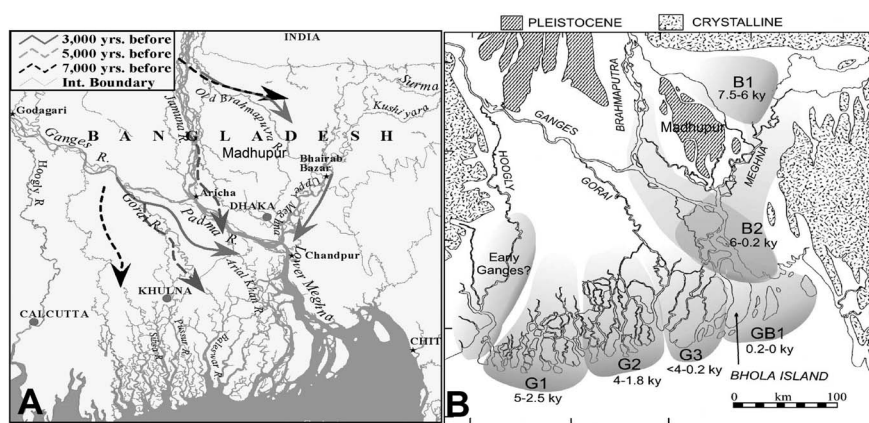 3,000 yrs. before
5,000 yrs. before
7,000 yrs. before
Int. Boundary
INDIA
Godagari
Ganges
R.
BANGLADESH
Jamuna R.
Old Brahmaputra R.
Surma
Kushiyara
Madhupur
Bhairab
Bazar
Upp. Meghna
Hoogly R.
Aricha
DHAKA
Gorai R.
Padma R.
Chandpur
Arial Khan R.
Lower Meghna
KHULNA
CALCUTTA
CHIT
A
PLEISTOCENE
CRYSTALLINE
B1
7.5-6 ky
BRAHMAPUTRA
Madhupur
GANGES
MEGHNA
HOOGLY
GORAI
B2
6-0.2 ky
Early
Ganges?
GB1
0.2-0 ky
G3
<4-0.2 ky
G2
4-1.8 ky
G1
5-2.5 ky
BHOLA ISLAND
km
0
100
B